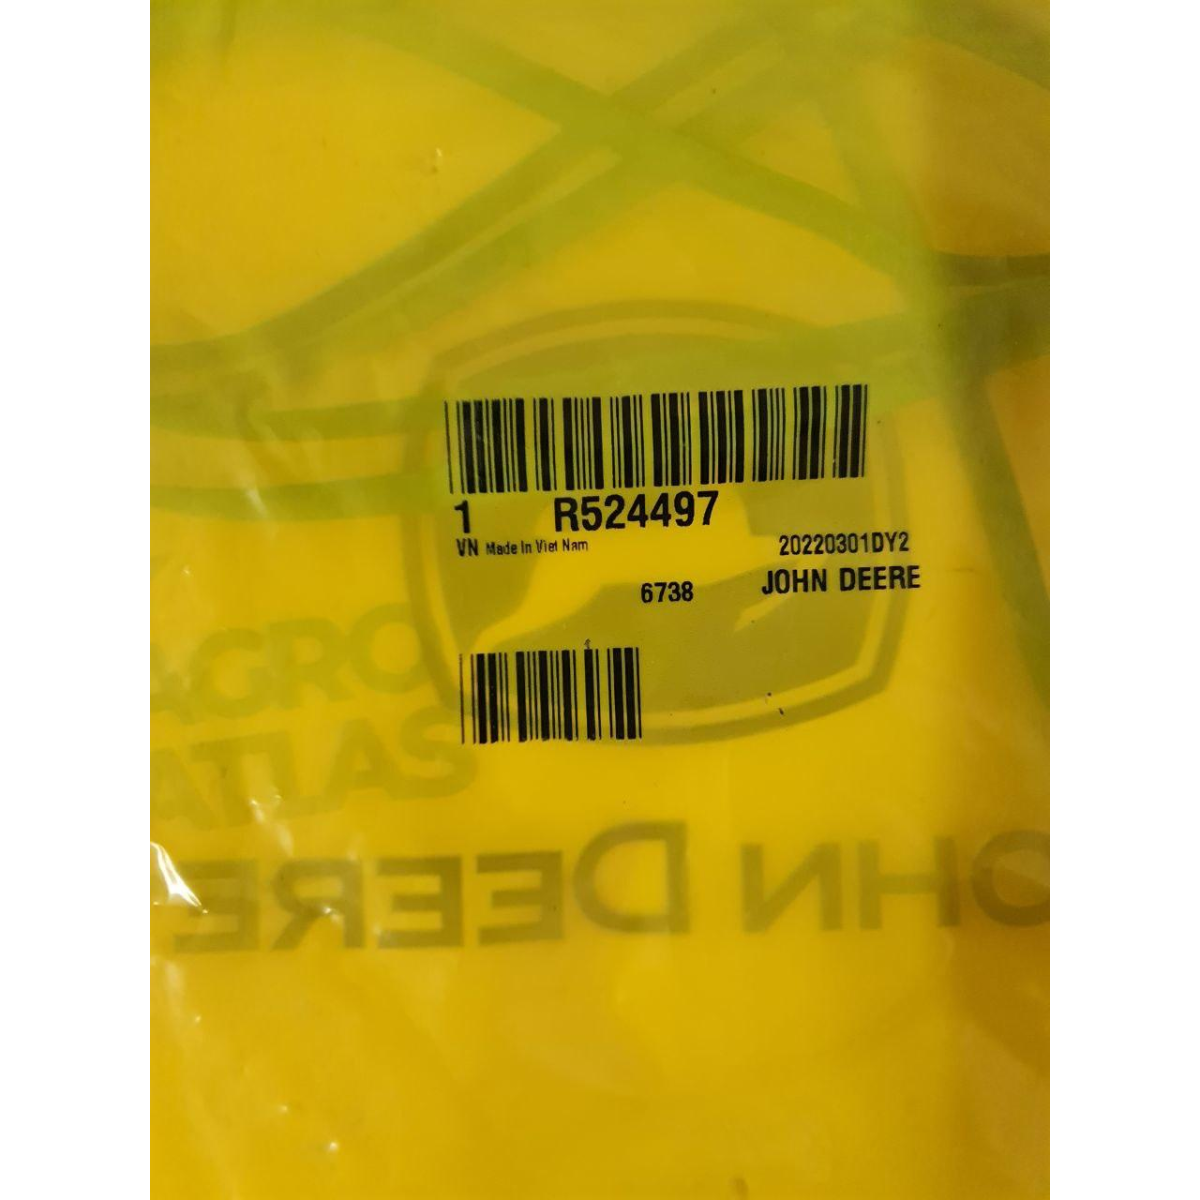 1 R524497
VN Made In Viet Nam 20220301DY2
6738 JOHN DEERE
AGRO
ATLAS
JOHN DEERE